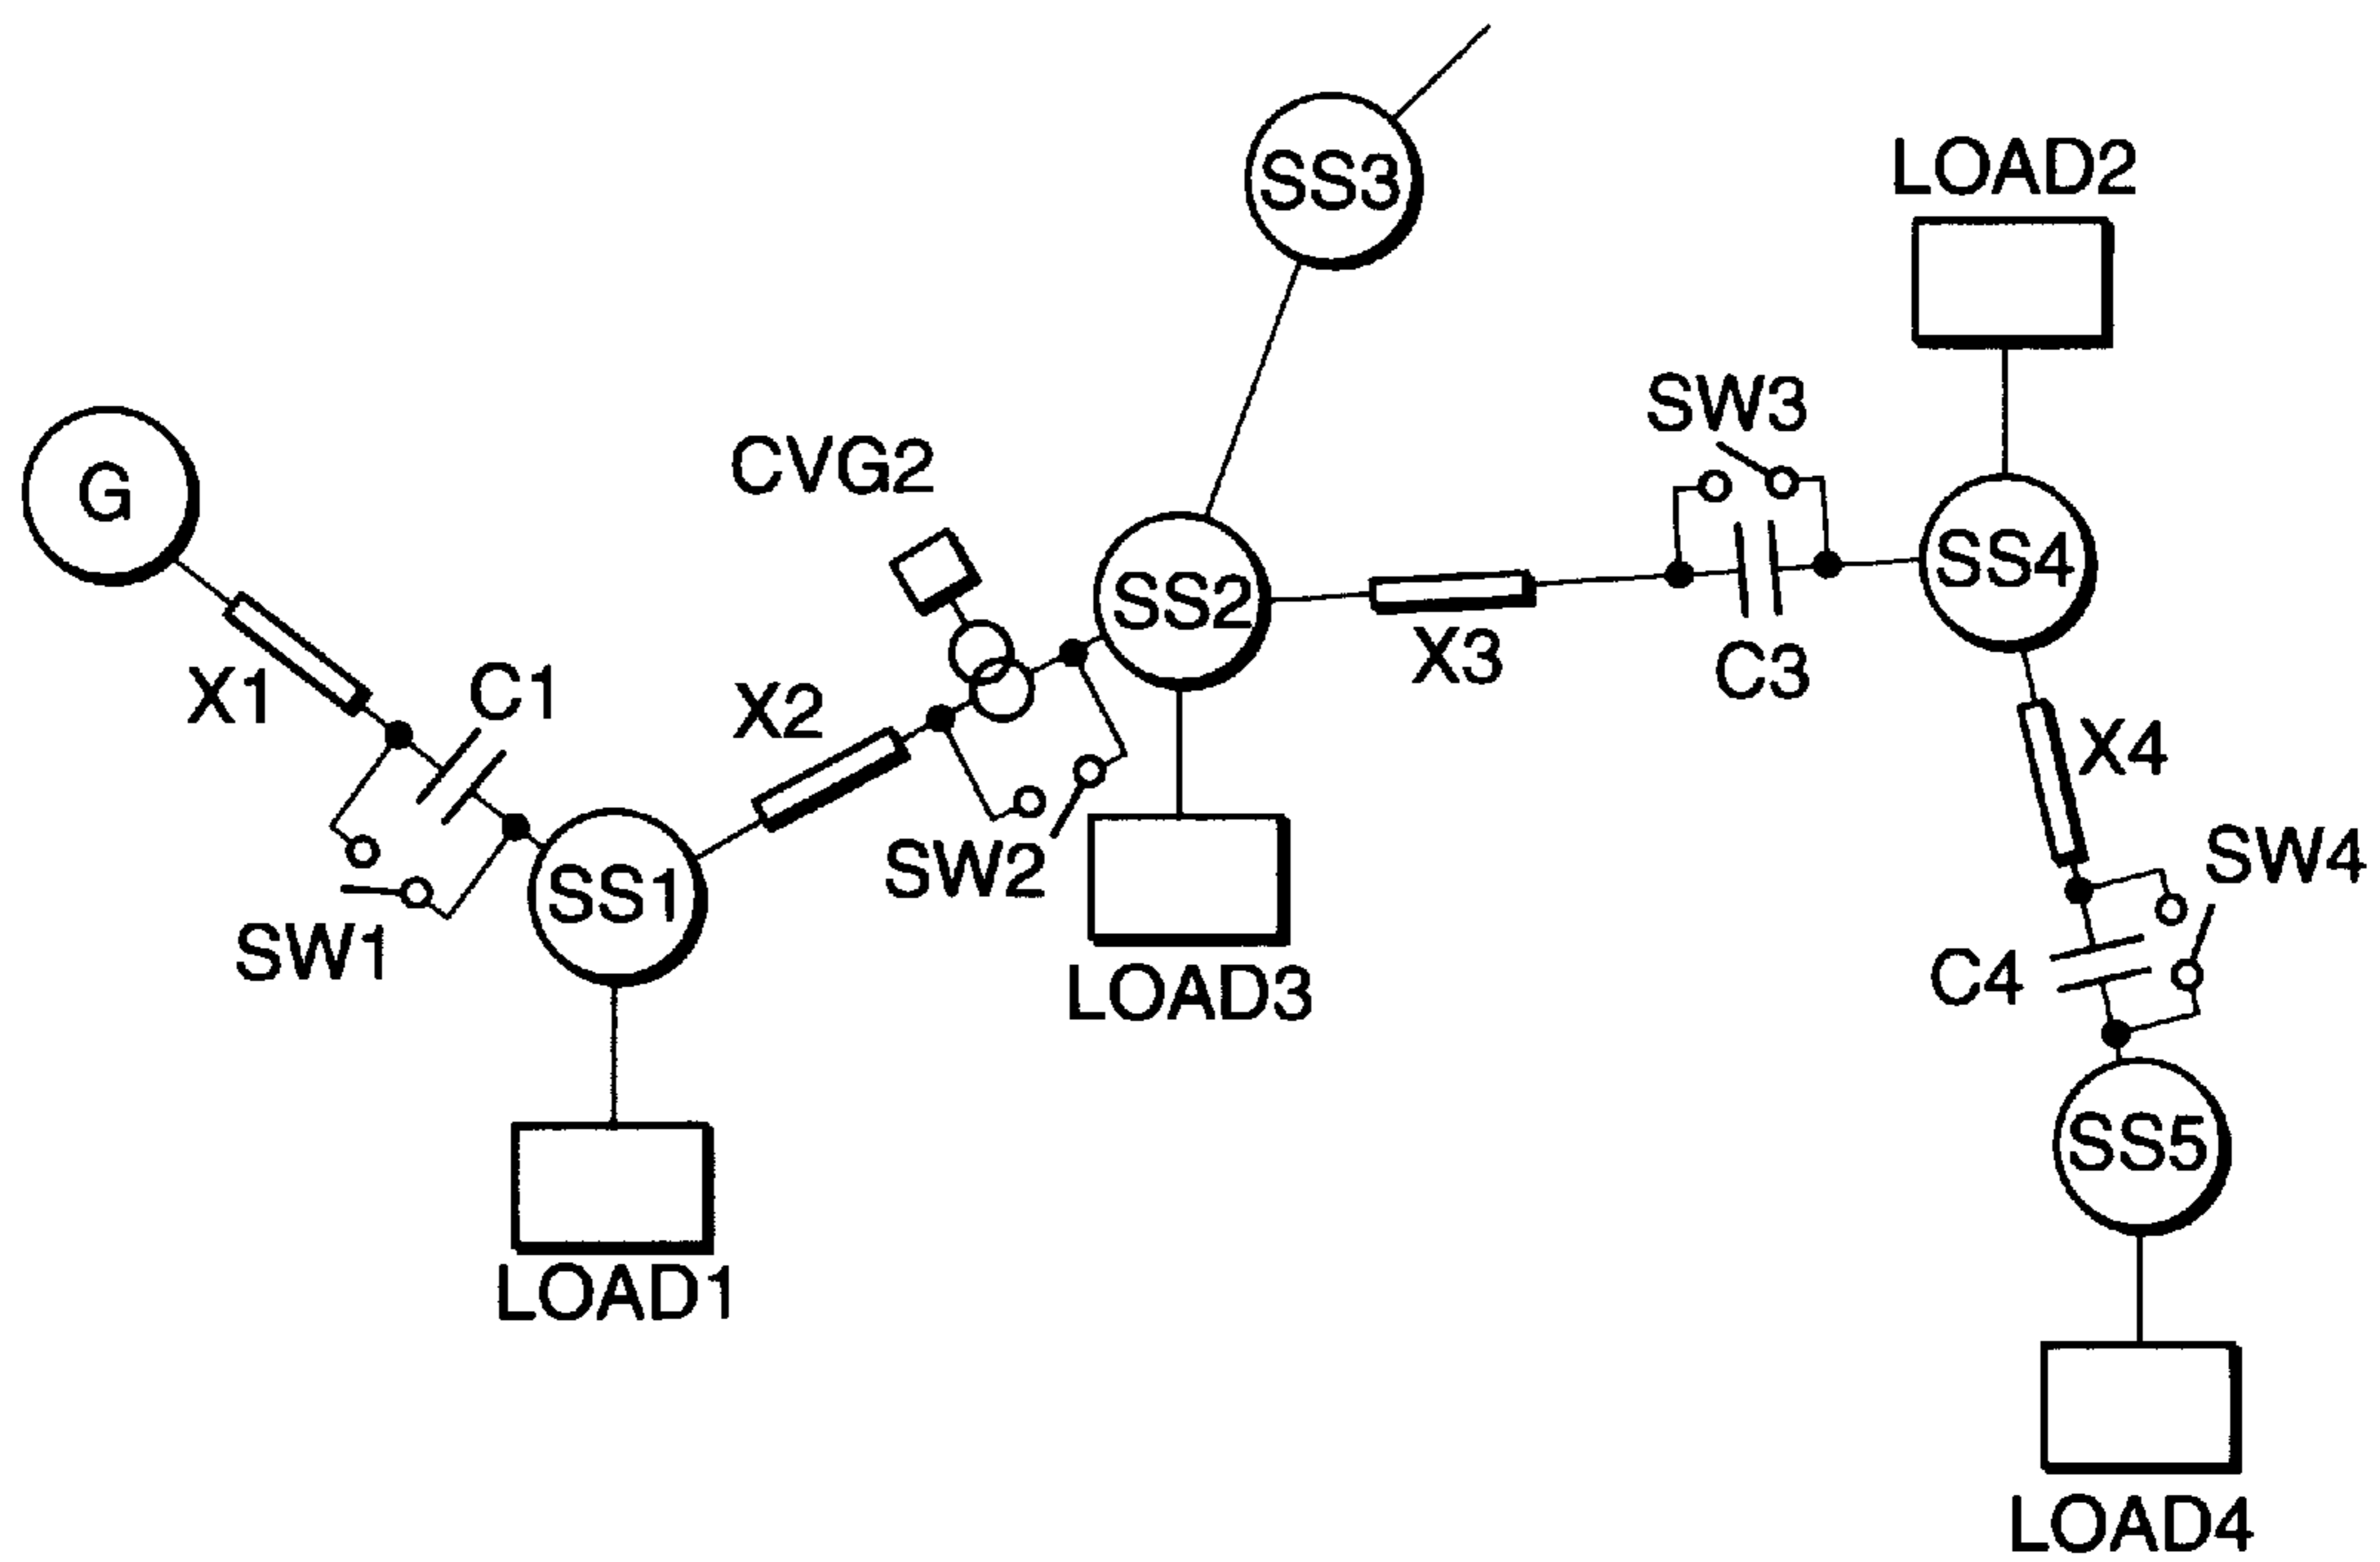 SS3
LOAD2
SW3
CVG2
G
SS4
SS2
X3
C3
X1
C1
X2
X4
SW2
SW4
SS1
SW1
C4
LOAD3
SS5
LOAD1
LOAD4